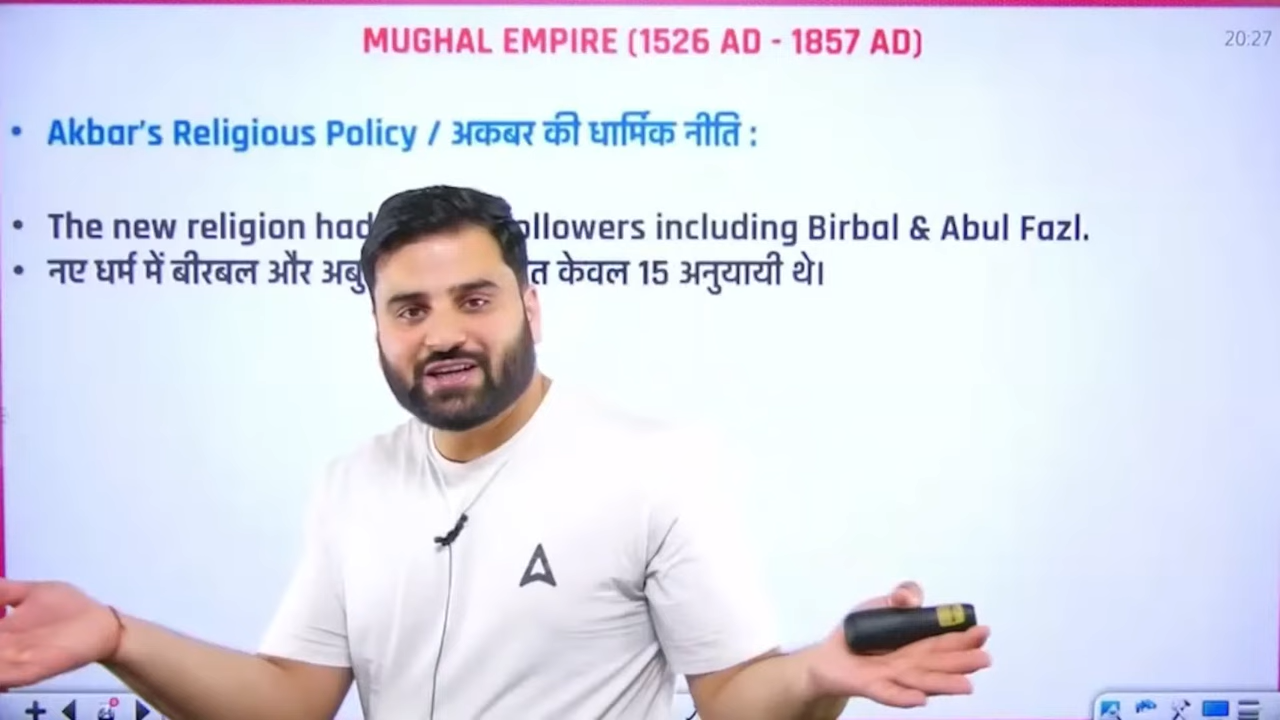 MUGHAL EMPIRE (1526 AD - 1857 AD)
20:27
• Akbar's Religious Policy / अकबर की धार्मिक नीति :
• The new religion had followers including Birbal & Abul Fazl.
• नए धर्म में बीरबल और केवल 15 अनुयायी थे।